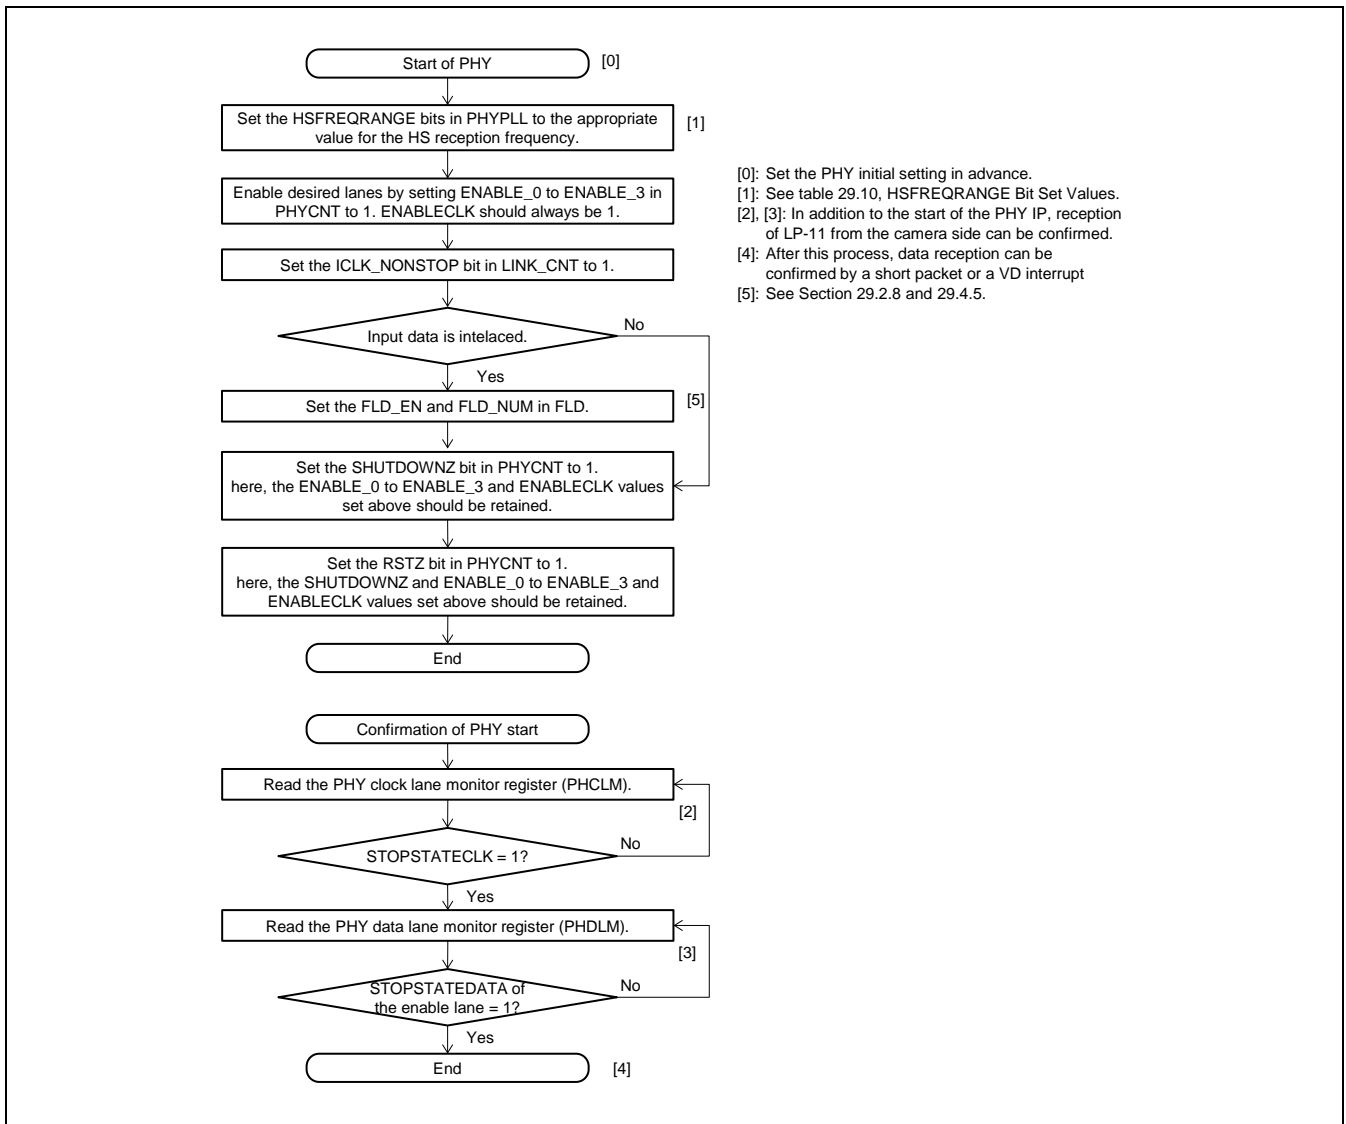 Start of PHY [0]
Set the HSFREQRANGE bits in PHYPLL to the appropriate
value for the HS reception frequency.
[1]
Enable desired lanes by setting ENABLE_0 to ENABLE_3 in
PHYCNT to 1. ENABLECLK should always be 1.
Set the ICLK_NONSTOP bit in LINK_CNT to 1.
Input data is intelaced.
No
Yes
Set the FLD_EN and FLD_NUM in FLD.
[5]
Set the SHUTDOWNZ bit in PHYCNT to 1.
here, the ENABLE_0 to ENABLE_3 and ENABLECLK values
set above should be retained.
Set the RSTZ bit in PHYCNT to 1.
here, the SHUTDOWNZ and ENABLE_0 to ENABLE_3 and
ENABLECLK values set above should be retained.
End
[0]: Set the PHY initial setting in advance.
[1]: See table 29.10, HSFREQRANGE Bit Set Values.
[2], [3]: In addition to the start of the PHY IP, reception
of LP-11 from the camera side can be confirmed.
[4]: After this process, data reception can be
confirmed by a short packet or a VD interrupt
[5]: See Section 29.2.8 and 29.4.5.
Confirmation of PHY start
Read the PHY clock lane monitor register (PHCLM).
[2]
STOPSTATECLK = 1?
No
Yes
Read the PHY data lane monitor register (PHDLM).
[3]
STOPSTATEDATA of
the enable lane = 1?
No
Yes
End [4]